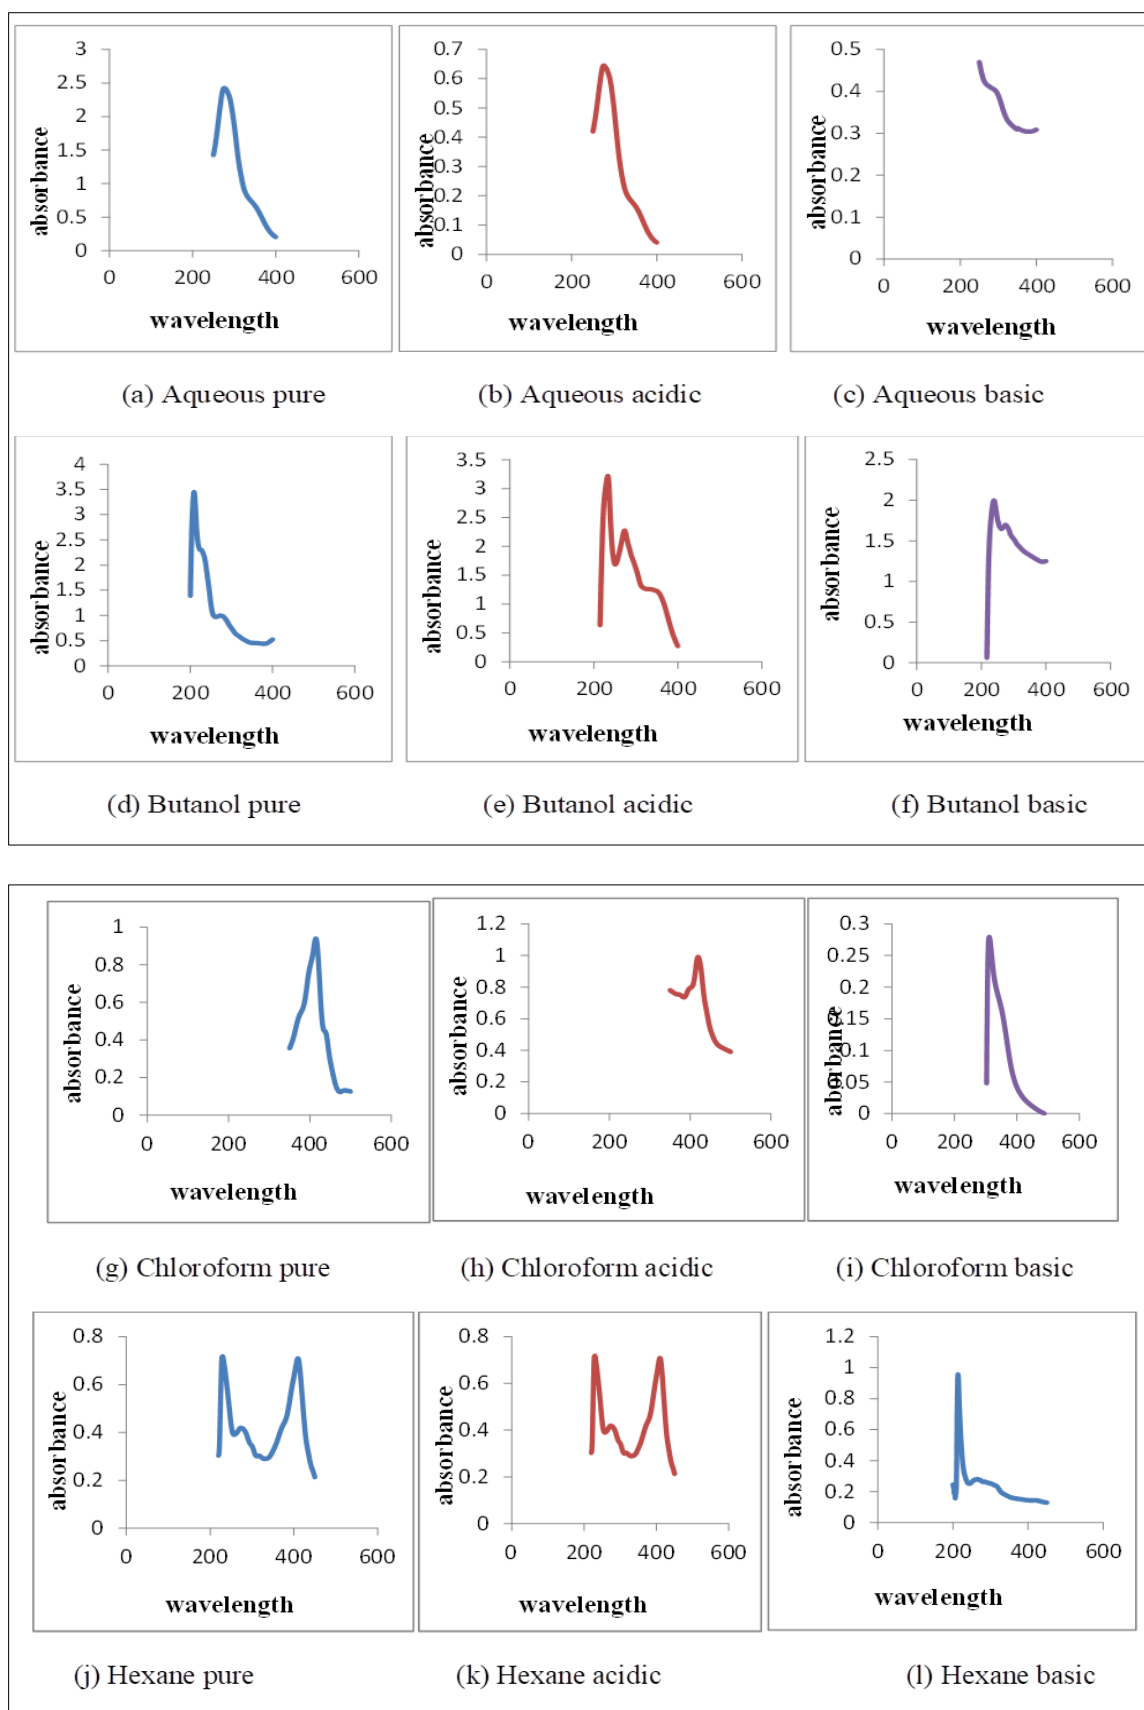 3
2.5
2
1.5
1
0.5
0
0 200 400 600
absorbance
wavelength
0.7
0.6
0.5
0.4
0.3
0.2
0.1
0
0 200 400 600
absorbance
wavelength
0.5
0.4
0.3
0.2
0.1
0
0 200 400 600
absorbance
wavelength
(a) Aqueous pure
(b) Aqueous acidic
(c) Aqueous basic
4
3.5
3
2.5
2
1.5
1
0.5
0
0 200 400 600
absorbance
wavelength
3.5
3
2.5
2
1.5
1
0.5
0
0 200 400 600
absorbance
wavelength
2.5
2
1.5
1
0.5
0
0 200 400 600
absorbance
wavelength
(d) Butanol pure
(e) Butanol acidic
(f) Butanol basic
1
0.8
0.6
0.4
0.2
0
0 200 400 600
absorbance
wavelength
1.2
1
0.8
0.6
0.4
0.2
0
0 200 400 600
absorbance
wavelength
0.3
0.25
0.2
0.15
0.1
0.05
0
0 200 400 600
absorbance
wavelength
(g) Chloroform pure
(h) Chloroform acidic
(i) Chloroform basic
0.8
0.6
0.4
0.2
0
0 200 400 600
absorbance
wavelength
0.8
0.6
0.4
0.2
0
0 200 400 600
absorbance
wavelength
1.2
1
0.8
0.6
0.4
0.2
0
0 200 400 600
absorbance
wavelength
(j) Hexane pure
(k) Hexane acidic
(l) Hexane basic